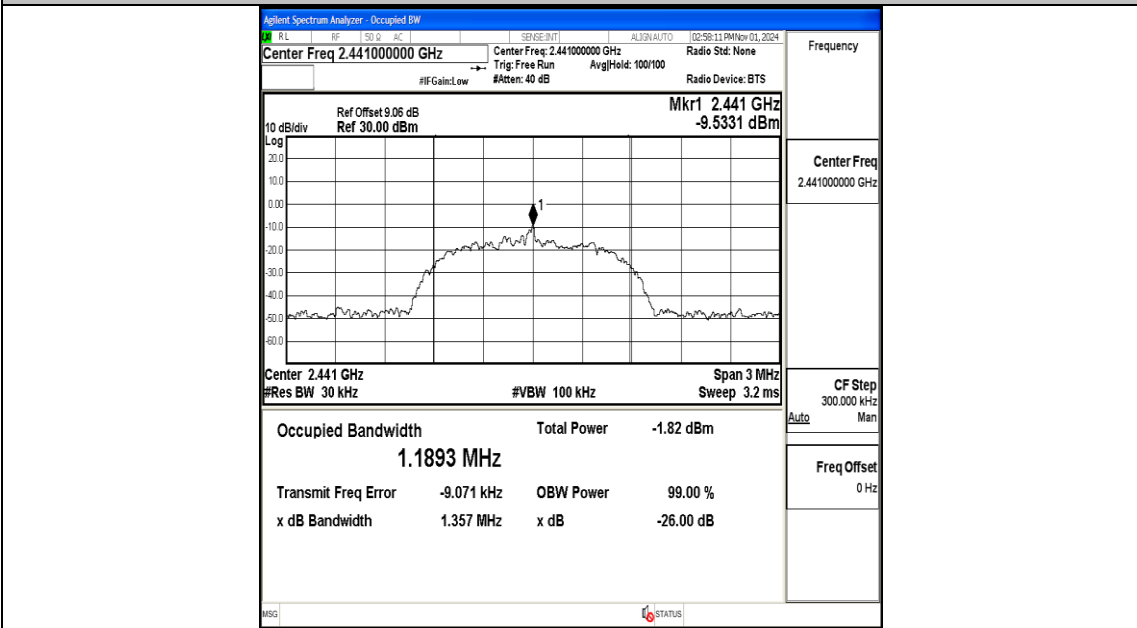 Agilent Spectrum Analyzer - Occupied BW
LXI RL RF 50 Ω AC SENSE:INT ALIGN AUTO 02:58:11 PM Nov 01, 2024
Center Freq 2.441000000 GHz
Center Freq: 2.441000000 GHz
Radio Std: None
Trig: Free Run Avg|Hold: 100/100
#IFGain:Low #Atten: 40 dB
Radio Device: BTS
Frequency
Ref Offset 9.06 dB
10 dB/div Ref 30.00 dBm
Mkr1 2.441 GHz
-9.5331 dBm
Log
20.0
10.0
0.00
-10.0
-20.0
-30.0
-40.0
-50.0
-60.0
1
Center 2.441 GHz Span 3 MHz
#Res BW 30 kHz #VBW 100 kHz Sweep 3.2 ms
Center Freq
2.441000000 GHz
CF Step
300.000 kHz
Auto Man
Freq Offset
0 Hz
Occupied Bandwidth Total Power -1.82 dBm
1.1893 MHz
Transmit Freq Error -9.071 kHz OBW Power 99.00 %
x dB Bandwidth 1.357 MHz x dB -26.00 dB
MSG STATUS